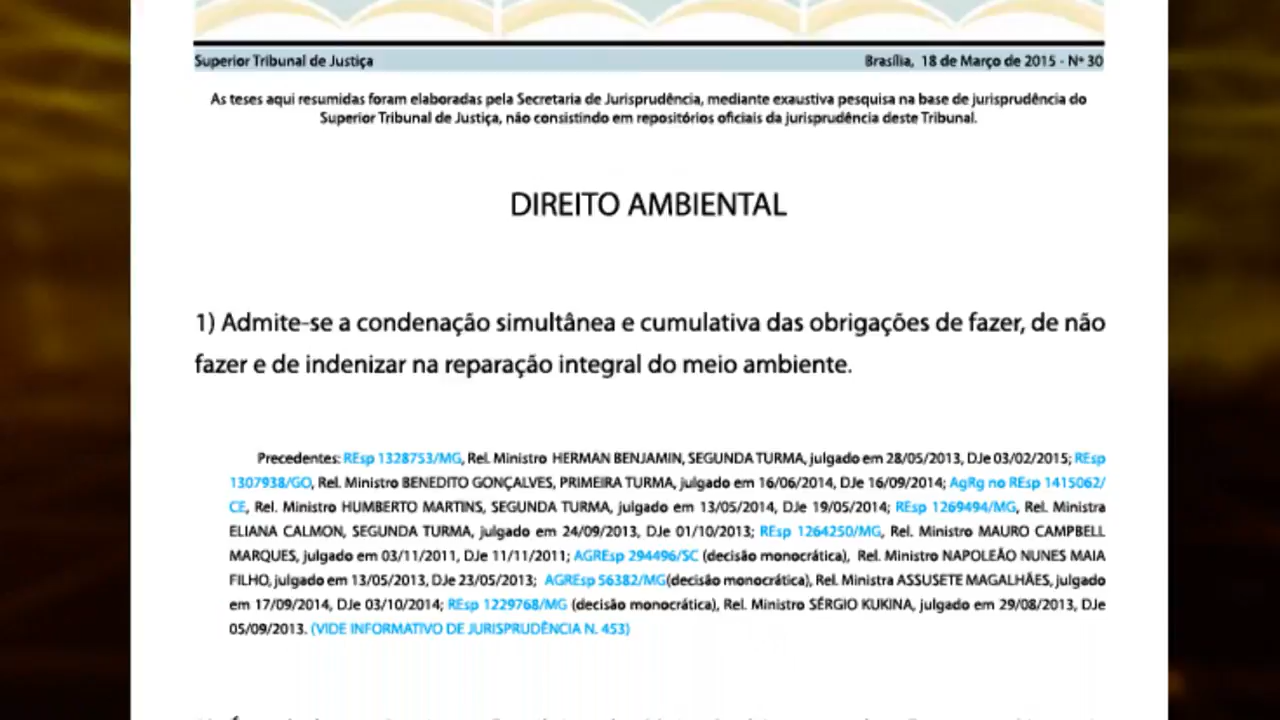 Superior Tribunal de Justiça
Brasília, 18 de Março de 2015 - Nº 30
As teses aqui resumidas foram elaboradas pela Secretaria de Jurisprudência, mediante exaustiva pesquisa na base de jurisprudência do
Superior Tribunal de Justiça, não consistindo em repositórios oficiais da jurisprudência deste Tribunal.
DIREITO AMBIENTAL
1) Admite-se a condenação simultânea e cumulativa das obrigações de fazer, de não
fazer e de indenizar na reparação integral do meio ambiente.
Precedentes: REsp 1328753/MG, Rel. Ministro HERMAN BENJAMIN, SEGUNDA TURMA, julgado em 28/05/2013, DJe 03/02/2015; REsp
1307938/GO, Rel. Ministro BENEDITO GONÇALVES, PRIMEIRA TURMA, julgado em 16/06/2014, DJe 16/09/2014; AgRg no REsp 1415062/
CE, Rel. Ministro HUMBERTO MARTINS, SEGUNDA TURMA, julgado em 13/05/2014, DJe 19/05/2014; REsp 1269494/MG, Rel. Ministra
ELIANA CALMON, SEGUNDA TURMA, julgado em 24/09/2013, DJe 01/10/2013; REsp 1264250/MG, Rel. Ministro MAURO CAMPBELL
MARQUES, julgado em 03/11/2011, DJe 11/11/2011; AGREsp 294496/SC (decisão monocrática), Rel. Ministro NAPOLEÃO NUNES MAIA
FILHO, julgado em 13/05/2013, DJe 23/05/2013; AGREsp 56382/MG(decisão monocrática), Rel. Ministra ASSUSETE MAGALHÃES, julgado
em 17/09/2014, DJe 03/10/2014; REsp 1229768/MG (decisão monocrática), Rel. Ministro SÉRGIO KUKINA, julgado em 29/08/2013, DJe
05/09/2013. (VIDE INFORMATIVO DE JURISPRUDÊNCIA N. 453)